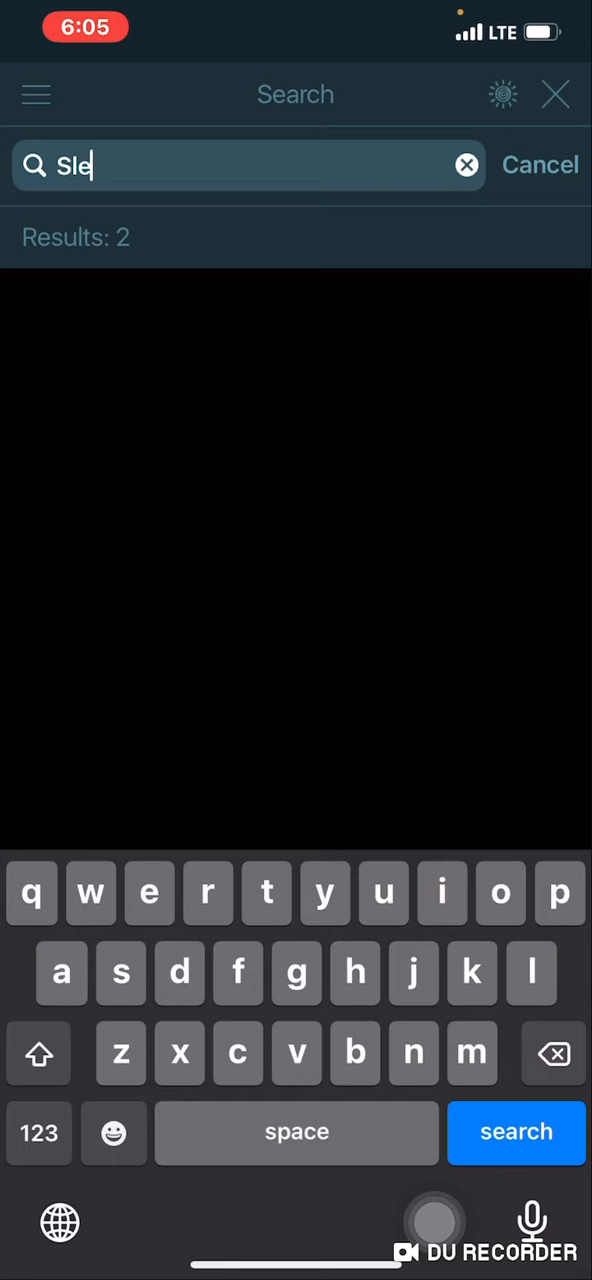 6:05
LTE
Search
Sle
Cancel
Results: 2
q w e r t y u i o p
a s d f g h j k l
z x c v b n m
123
space
search
DU RECORDER